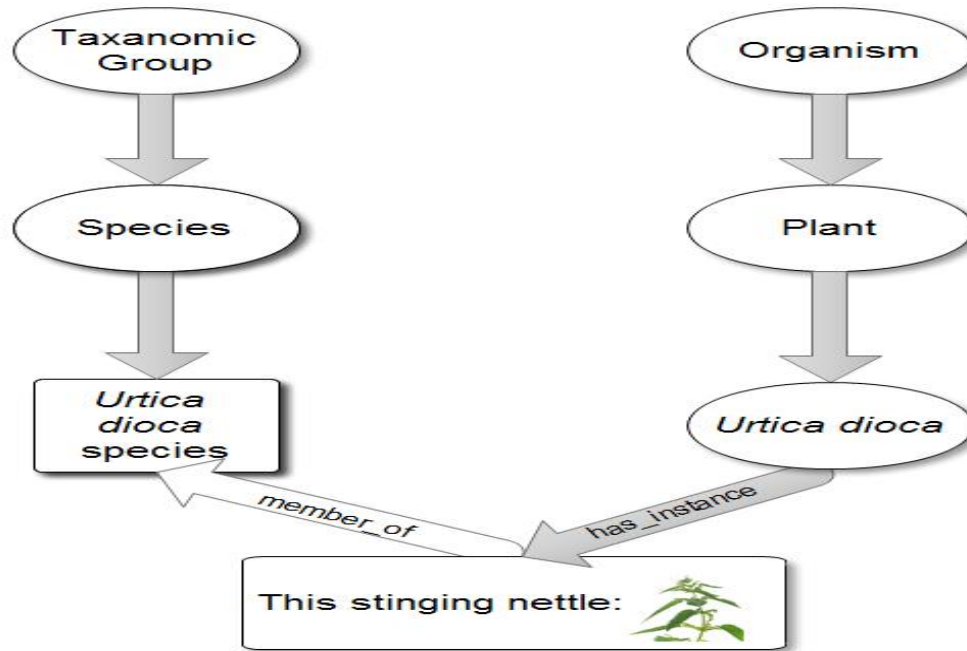 Taxanomic
Group
Organism
Species
Plant
Urtica
dioca
species
Urtica dioca
member_of
has_instance
This stinging nettle: